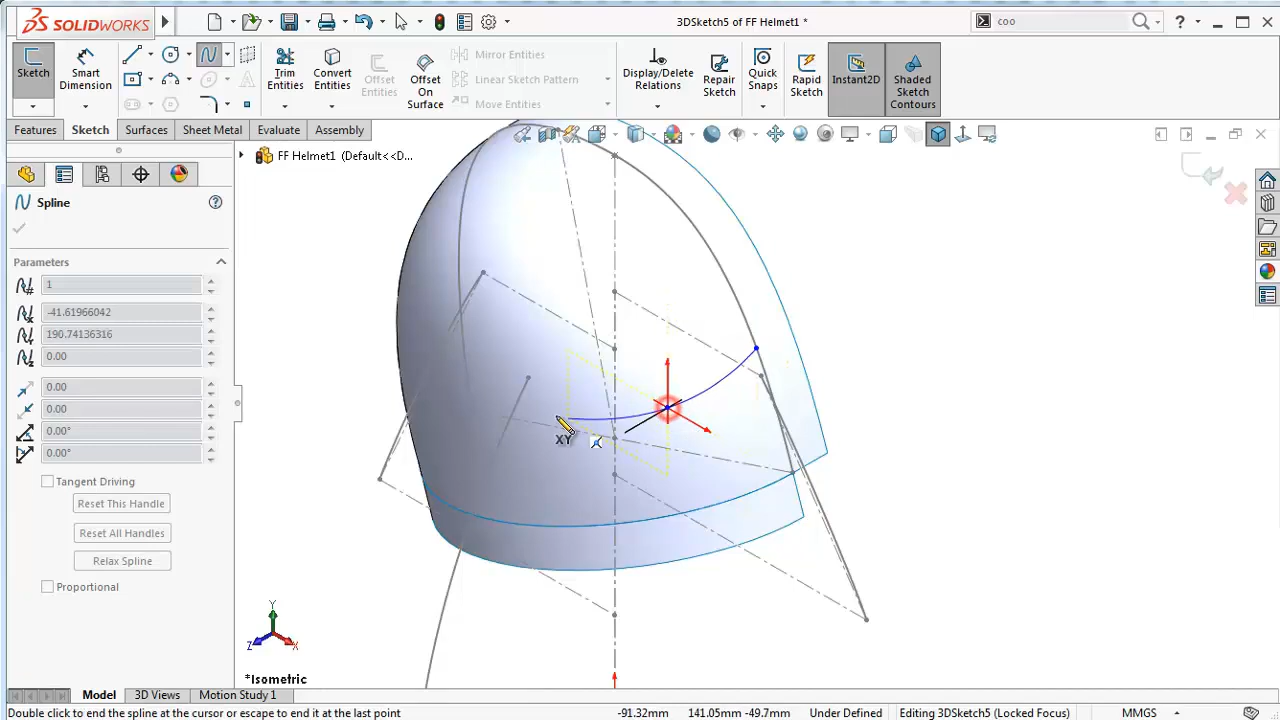 SOLIDWORKS
3DSketch5 of FF Helmet1 *
coo
Sketch
Smart Dimension
Trim Entities
Convert Entities
Offset Entities
Offset On Surface
Mirror Entities
Linear Sketch Pattern
Move Entities
Display/Delete Relations
Repair Sketch
Quick Snaps
Rapid Sketch
Instant2D
Shaded Sketch Contours
Features
Sketch
Surfaces
Sheet Metal
Evaluate
Assembly
FF Helmet1 (Default<<D...
Spline
Parameters
1
-41.61966042
190.74136316
0.00
0.00
0.00
0.00°
0.00°
Tangent Driving
Reset This Handle
Reset All Handles
Relax Spline
Proportional
XY
Y
Z
X
*Isometric
Model
3D Views
Motion Study 1
Double click to end the spline at the cursor or escape to end it at the last point
-91.32mm
141.05mm -49.7mm
Under Defined
Editing 3DSketch5 (Locked Focus)
MMGS